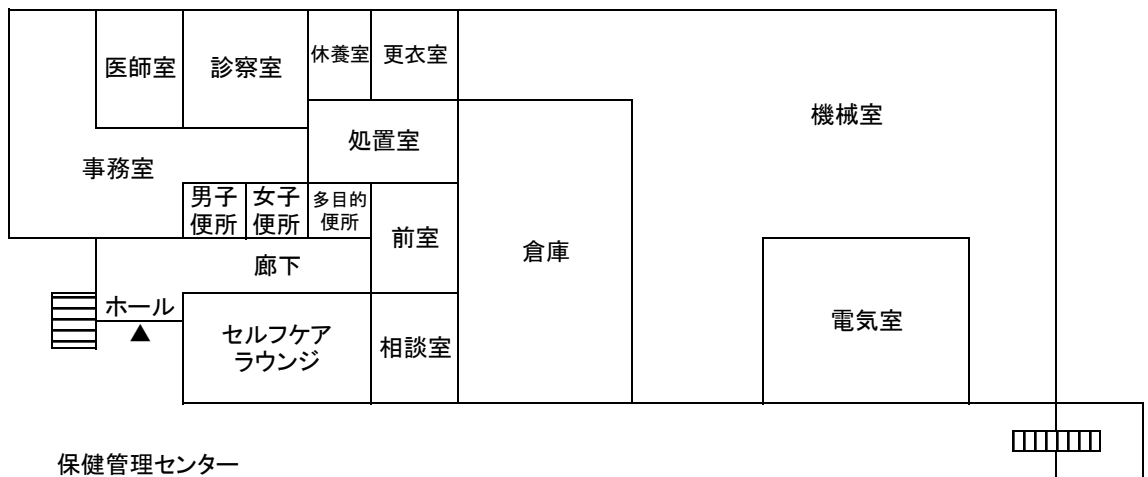 医師室
診察室
休養室
更衣室
機械室
処置室
事務室
男子
便所
女子
便所
多目的
便所
前室
倉庫
廊下
ホール
▲
セルフケア
ラウンジ
相談室
電気室
保健管理センター